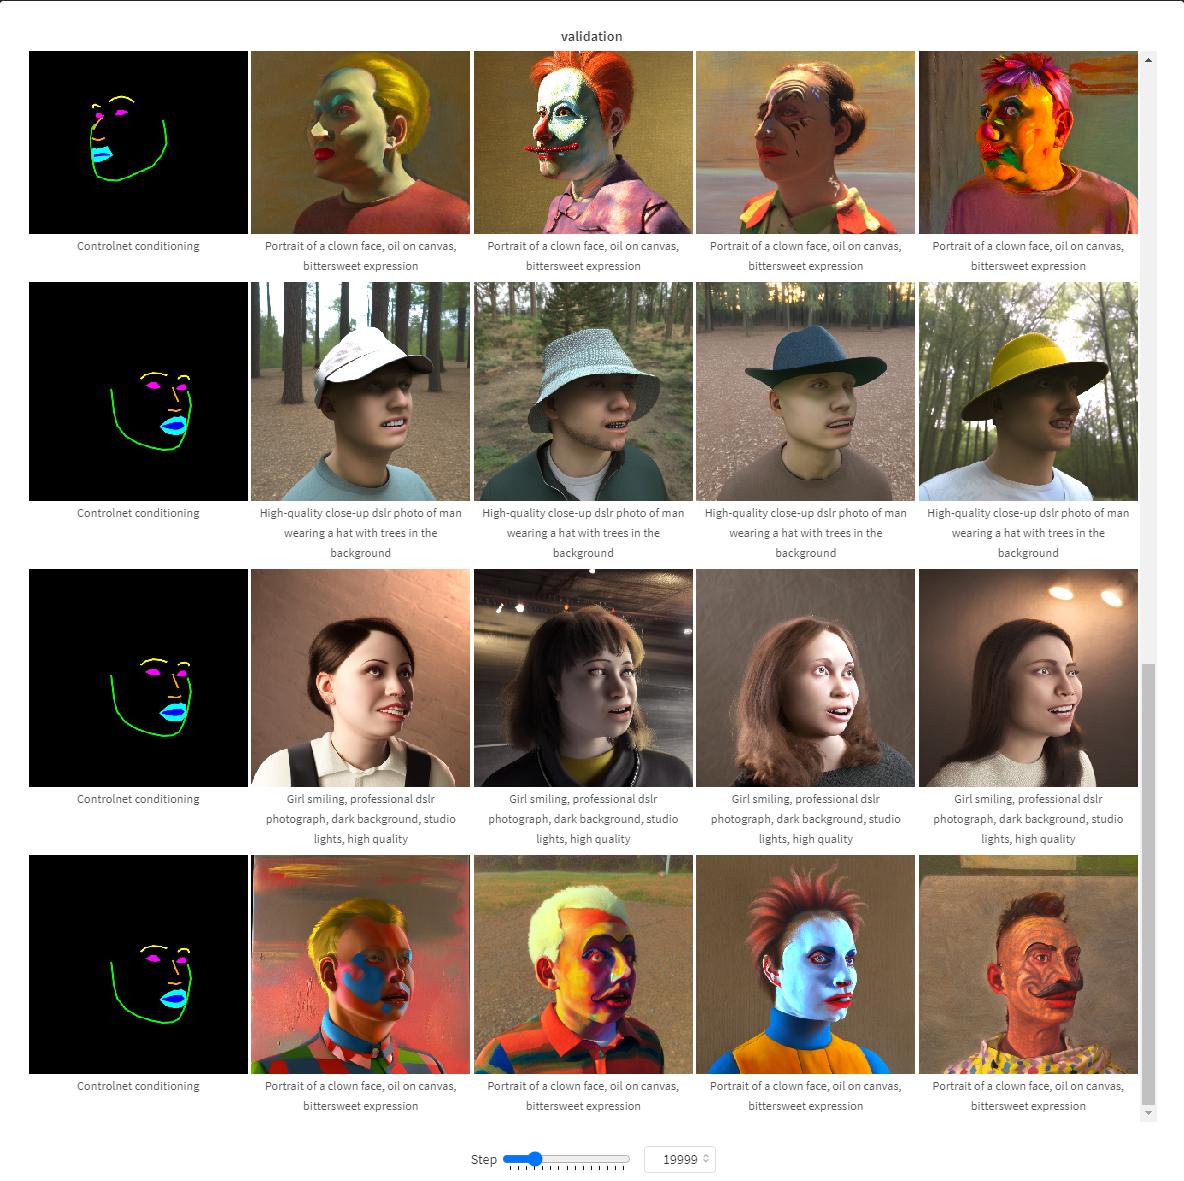 validation
Controlnet conditioning
Portrait of a clown face, oil on canvas,
bittersweet expression
Portrait of a clown face, oil on canvas,
bittersweet expression
Portrait of a clown face, oil on canvas,
bittersweet expression
Portrait of a clown face, oil on canvas,
bittersweet expression
Controlnet conditioning
High-quality close-up dslr photo of man
wearing a hat with trees in the
background
High-quality close-up dslr photo of man
wearing a hat with trees in the
background
High-quality close-up dslr photo of man
wearing a hat with trees in the
background
High-quality close-up dslr photo of man
wearing a hat with trees in the
background
Controlnet conditioning
Girl smiling, professional dslr
photograph, dark background, studio
lights, high quality
Girl smiling, professional dslr
photograph, dark background, studio
lights, high quality
Girl smiling, professional dslr
photograph, dark background, studio
lights, high quality
Girl smiling, professional dslr
photograph, dark background, studio
lights, high quality
Controlnet conditioning
Portrait of a clown face, oil on canvas,
bittersweet expression
Portrait of a clown face, oil on canvas,
bittersweet expression
Portrait of a clown face, oil on canvas,
bittersweet expression
Portrait of a clown face, oil on canvas,
bittersweet expression
Step 19999